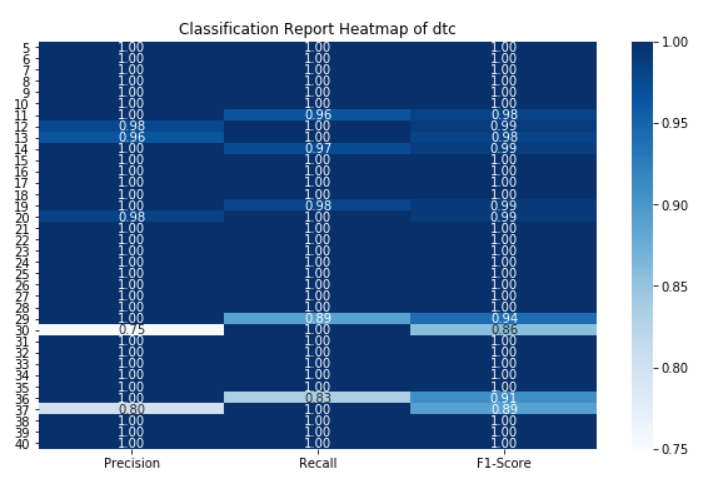 Classification Report Heatmap of dtc
5 1.00 1.00 1.00 1.00
6 1.00 1.00 1.00
7 1.00 1.00 1.00
8 1.00 1.00 1.00
9 1.00 1.00 1.00
10 1.00 1.00 1.00
11 1.00 0.96 0.98
12 0.98 1.00 0.99 0.95
13 0.96 1.00 0.98
14 1.00 0.97 0.99
15 1.00 1.00 1.00
16 1.00 1.00 1.00
17 1.00 1.00 1.00
18 1.00 1.00 1.00
19 1.00 0.98 0.99 0.90
20 0.98 1.00 0.99
21 1.00 1.00 1.00
22 1.00 1.00 1.00
23 1.00 1.00 1.00
24 1.00 1.00 1.00
25 1.00 1.00 1.00
26 1.00 1.00 1.00 0.85
27 1.00 1.00 1.00
28 1.00 1.00 1.00
29 1.00 0.89 0.94
30 0.75 1.00 0.86
31 1.00 1.00 1.00
32 1.00 1.00 1.00
33 1.00 1.00 1.00 0.80
34 1.00 1.00 1.00
35 1.00 1.00 1.00
36 1.00 0.83 0.91
37 0.80 1.00 0.89
38 1.00 1.00 1.00
39 1.00 1.00 1.00
40 1.00 1.00 1.00 0.75
Precision Recall F1-Score